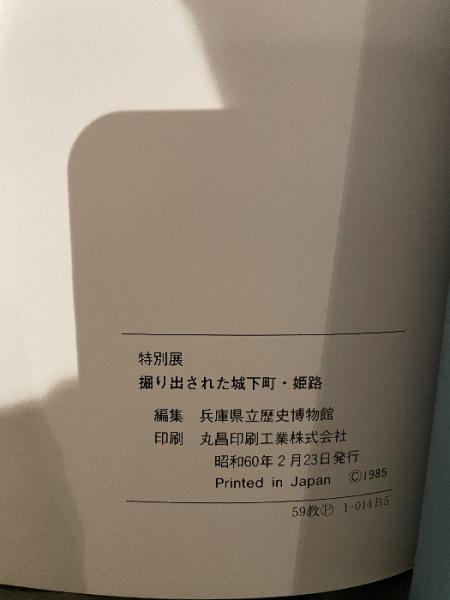 特別展
掘り出された城下町・姫路
編集 兵庫県立歴史博物館
印刷 丸昌印刷工業株式会社
昭和60年2月23日発行
Printed in Japan ©1985
59教Ⓟ 1-014B5